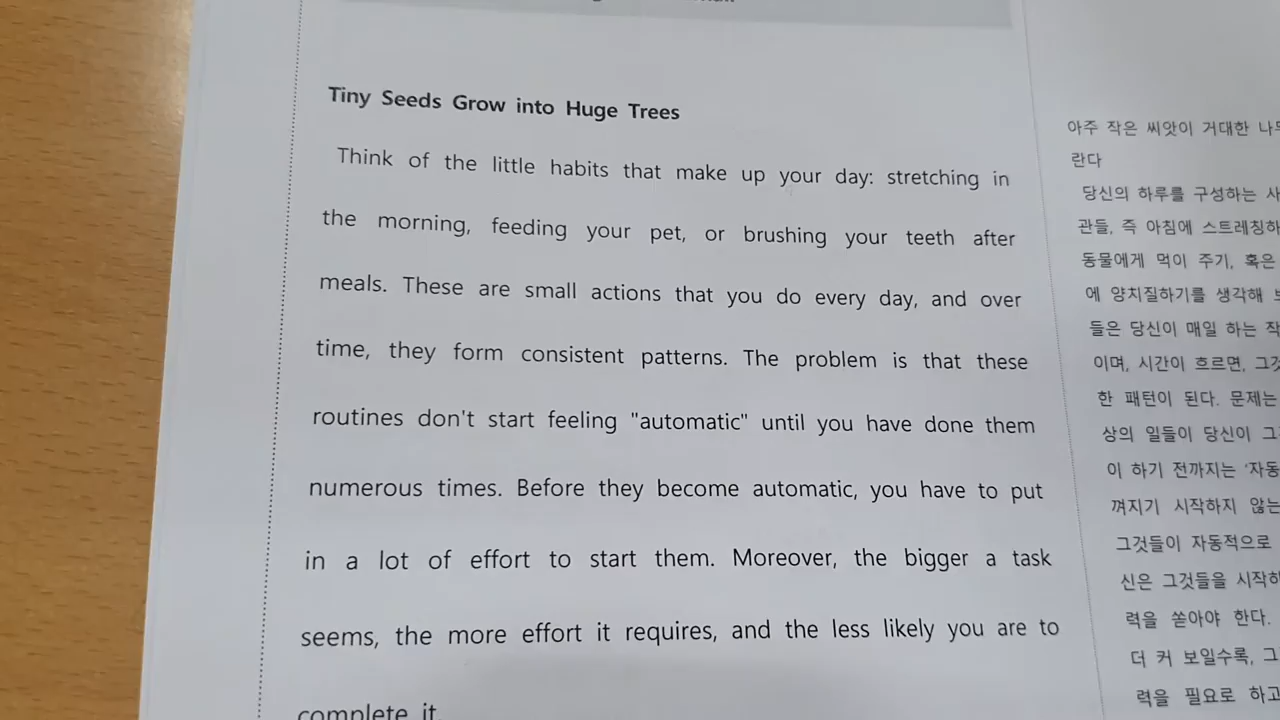 Tiny Seeds Grow into Huge Trees
Think of the little habits that make up your day: stretching in
the morning, feeding your pet, or brushing your teeth after
meals. These are small actions that you do every day, and over
time, they form consistent patterns. The problem is that these
routines don't start feeling "automatic" until you have done them
numerous times. Before they become automatic, you have to put
in a lot of effort to start them. Moreover, the bigger a task
seems, the more effort it requires, and the less likely you are to
complete it.
아주 작은 씨앗이 거대한
란다
당신의 하루를 구성하는
관들, 즉 아침에
동물에게 먹이 주기, 혹은
에 양치질하기를 생각해
들은 당신이 매일 하는
이며, 시간이 흐르면,
한 패턴이 된다. 문제는
상의 일들이 당신이
이 하기 전까지는
껴지기 시작하지 않는
그것들이 자동적으로
신은 그것들을
력을 쏟아야 한다.
더 커 보일수록,
력을 필요로 하고